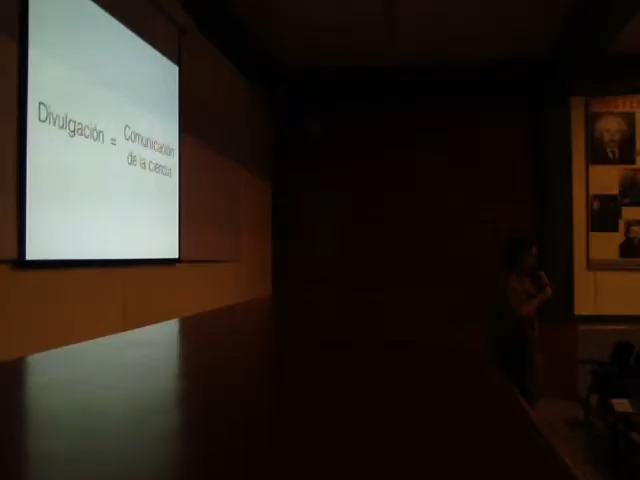 Divulgación = Comunicación
de la ciencia